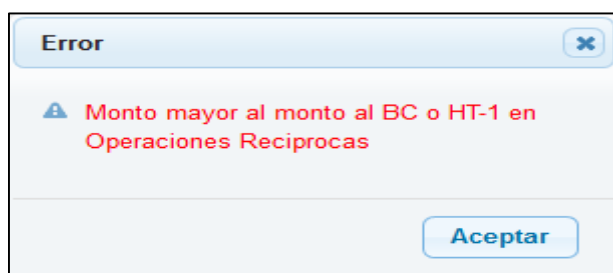 Error
Monto mayor al monto al BC o HT-1 en
Operaciones Reciprocas
Aceptar